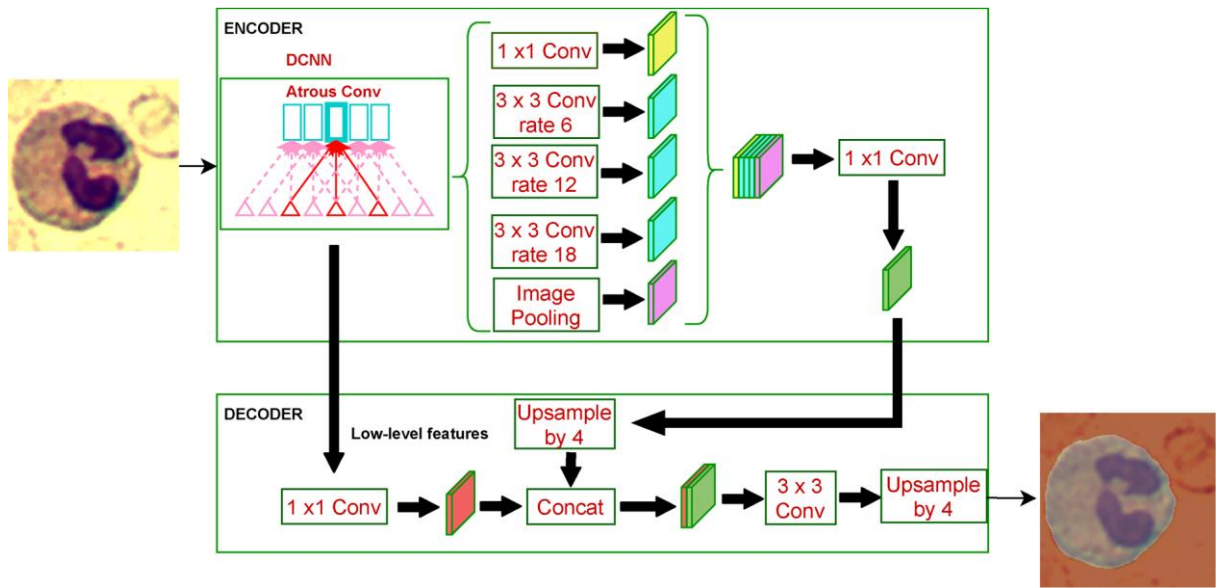 ENCODER
DCNN
Atrous Conv
1 x1 Conv
3 x 3 Conv
rate 6
3 x 3 Conv
rate 12
3 x 3 Conv
rate 18
Image
Pooling
1 x1 Conv
DECODER
Low-level features
Upsample
by 4
1 x1 Conv
Concat
3 x 3
Conv
Upsample
by 4